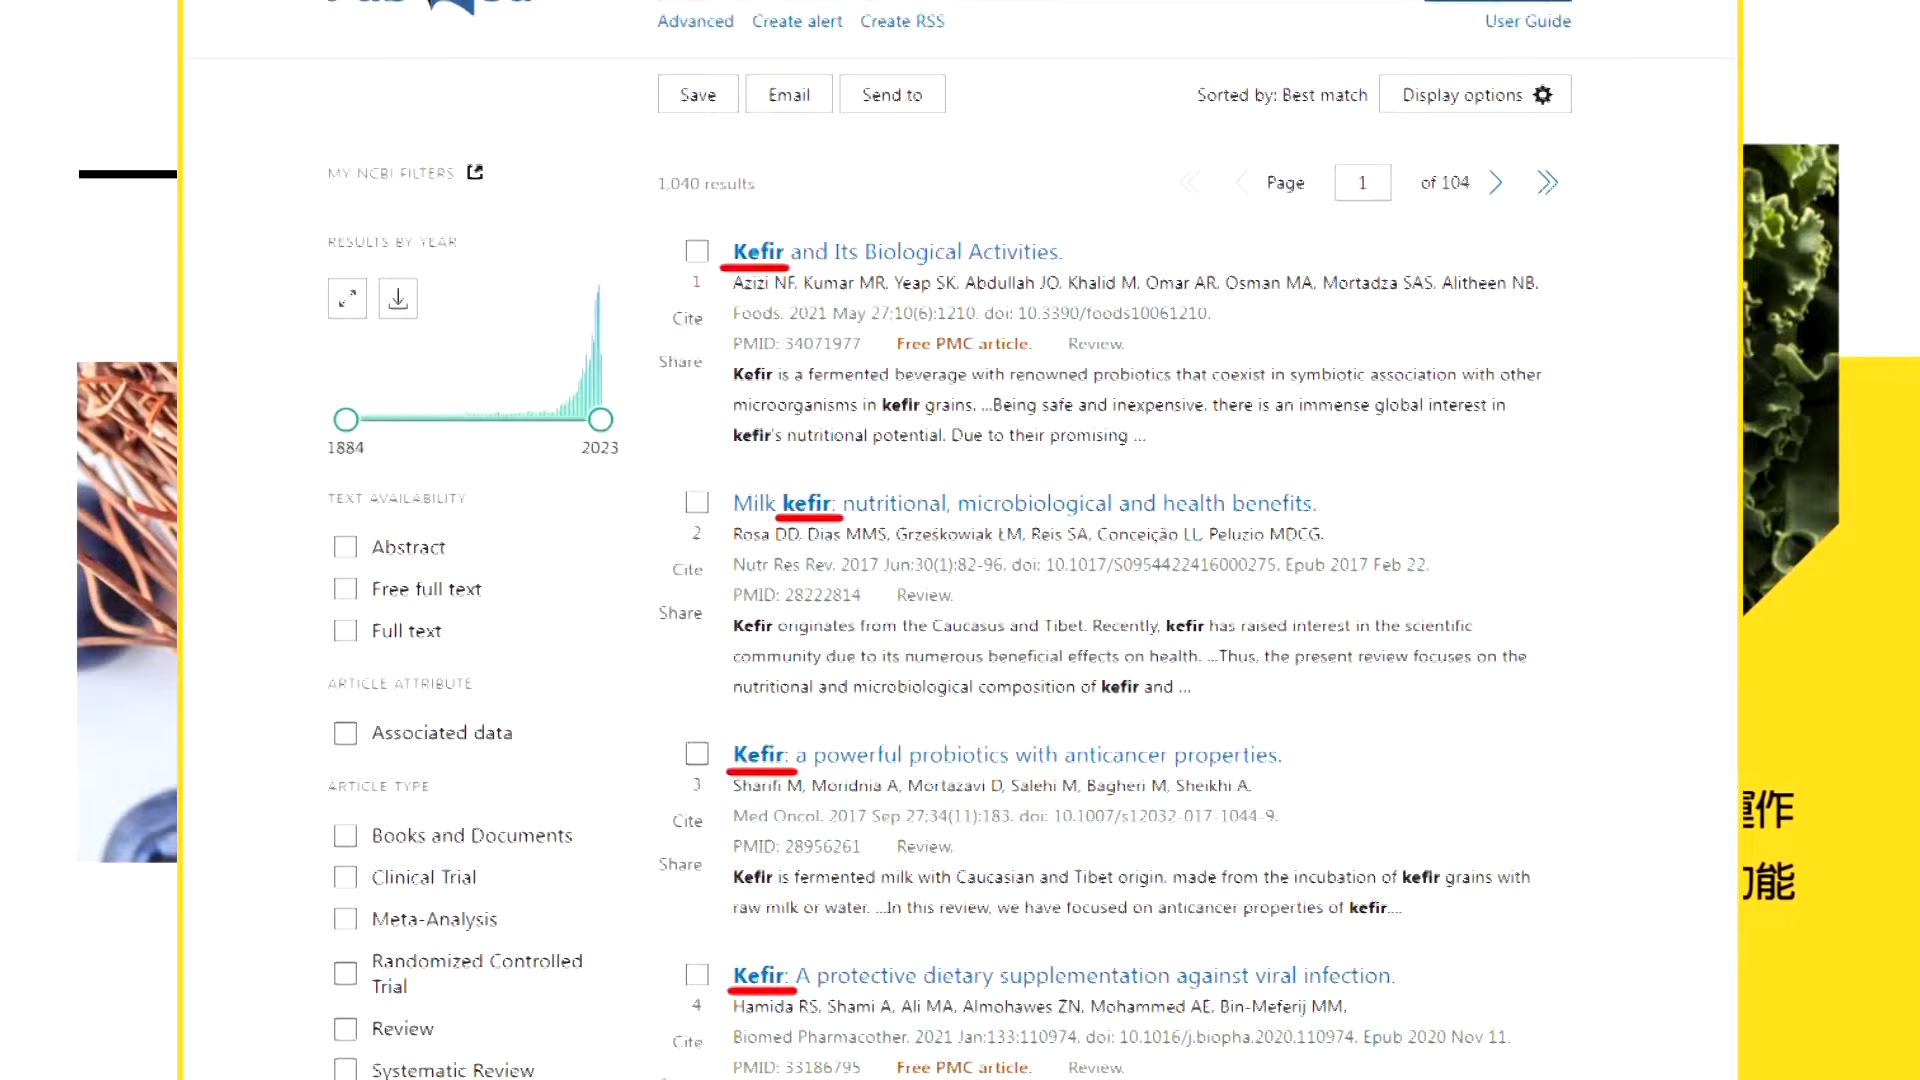 Advanced Create alert Create RSS User Guide
Save Email Send to Sorted by: Best match Display options
MY NCBI FILTERS
1,040 results Page 1 of 104
RESULTS BY YEAR
1884 2023
TEXT AVAILABILITY
Abstract
Free full text
Full text
ARTICLE ATTRIBUTE
Associated data
ARTICLE TYPE
Books and Documents
Clinical Trial
Meta-Analysis
Randomized Controlled
Trial
Review
Systematic Review
Kefir and Its Biological Activities.
1 Azizi NF, Kumar MR, Yeap SK, Abdullah JO, Khalid M, Omar AR, Osman MA, Mortadza SAS, Alitheen NB.
Cite Foods. 2021 May 27;10(6):1210. doi: 10.3390/foods10061210.
PMID: 34071977 Free PMC article. Review.
Share
Kefir is a fermented beverage with renowned probiotics that coexist in symbiotic association with other
microorganisms in kefir grains. ...Being safe and inexpensive, there is an immense global interest in
kefir's nutritional potential. Due to their promising ...
Milk kefir: nutritional, microbiological and health benefits.
2 Rosa DD, Dias MMS, Grześkowiak ŁM, Reis SA, Conceição LL, Peluzio MDCG.
Cite Nutr Res Rev. 2017 Jun;30(1):82-96. doi: 10.1017/S0954422416000275. Epub 2017 Feb 22.
PMID: 28222814 Review.
Share
Kefir originates from the Caucasus and Tibet. Recently, kefir has raised interest in the scientific
community due to its numerous beneficial effects on health. ...Thus, the present review focuses on the
nutritional and microbiological composition of kefir and ...
Kefir: a powerful probiotics with anticancer properties.
3 Sharifi M, Moridnia A, Mortazavi D, Salehi M, Bagheri M, Sheikhi A.
Cite Med Oncol. 2017 Sep 27;34(11):183. doi: 10.1007/s12032-017-1044-9.
PMID: 28956261 Review.
Share
Kefir is fermented milk with Caucasian and Tibet origin, made from the incubation of kefir grains with
raw milk or water. ...In this review, we have focused on anticancer properties of kefir....
Kefir: A protective dietary supplementation against viral infection.
4 Hamida RS, Shami A, Ali MA, Almohawes ZN, Mohammed AE, Bin-Meferij MM.
Cite Biomed Pharmacother. 2021 Jan;133:110974. doi: 10.1016/j.biopha.2020.110974. Epub 2020 Nov 11.
PMID: 33186795 Free PMC article. Review.
作
能